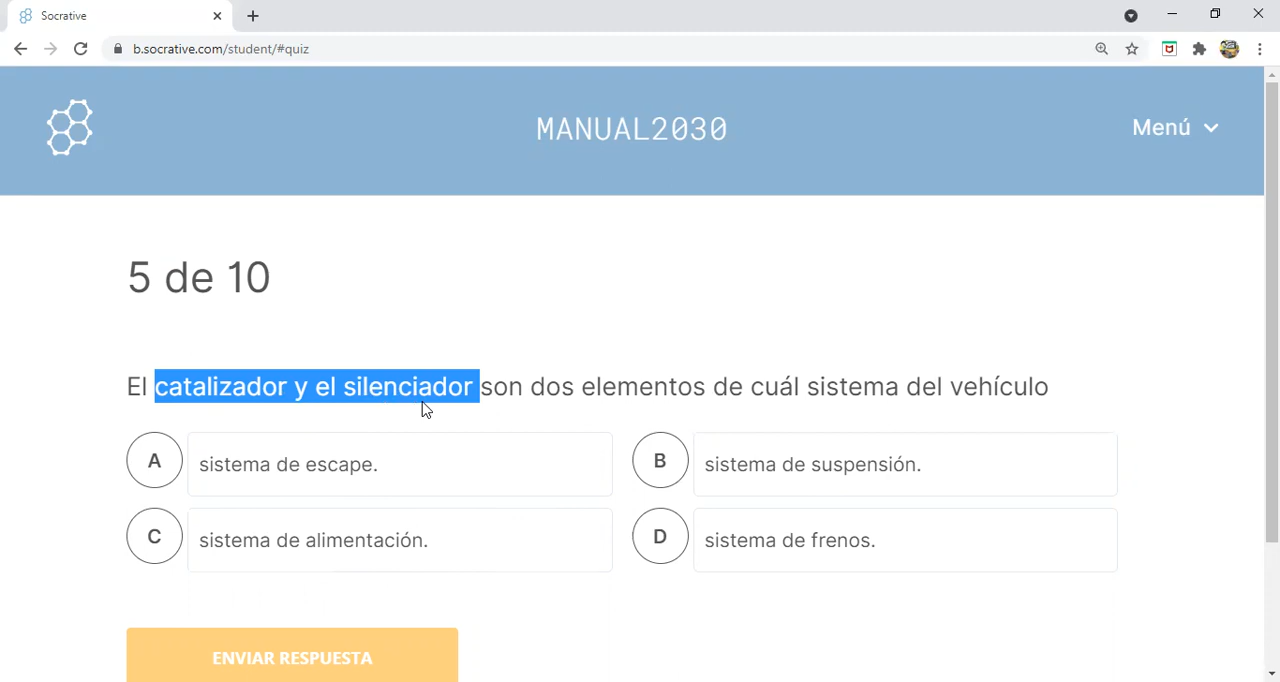 Socrative
b.socrative.com/student/#quiz
MANUAL2030
Menú
5 de 10
El catalizador y el silenciador son dos elementos de cuál sistema del vehículo
A sistema de escape.
B sistema de suspensión.
C sistema de alimentación.
D sistema de frenos.
ENVIAR RESPUESTA